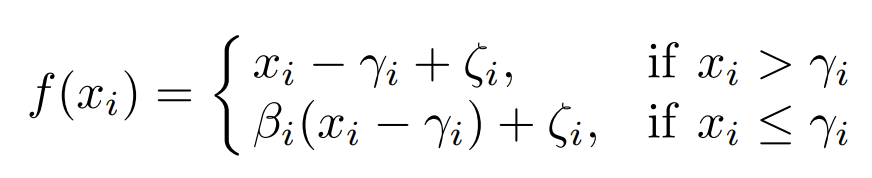 f(x_i) = { x_i − γ_i + ζ_i, if x_i > γ_i
β_i(x_i − γ_i) + ζ_i, if x_i ≤ γ_i